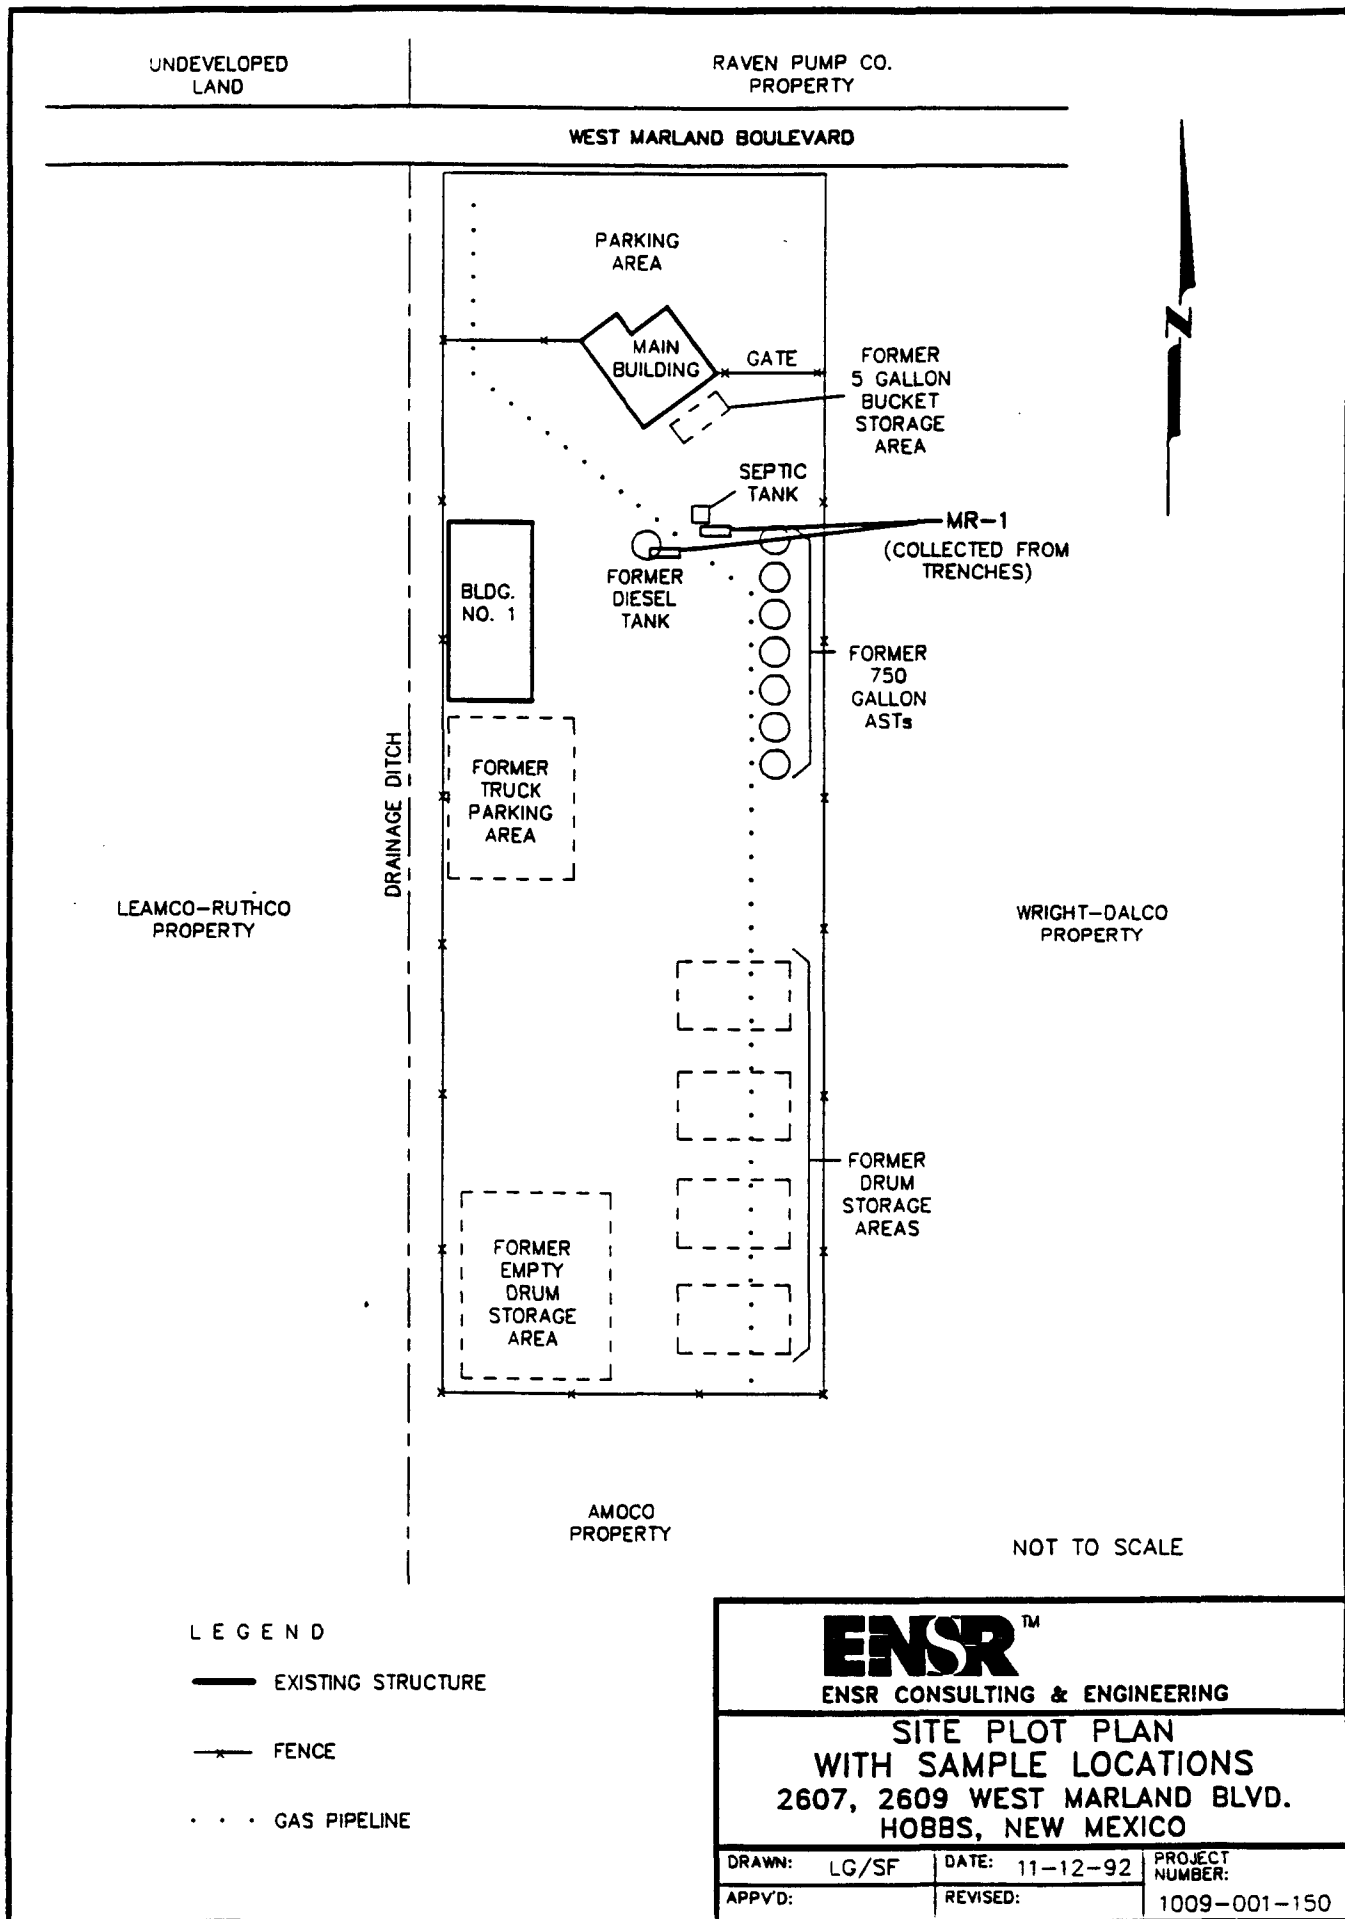 UNDEVELOPED
LAND
RAVEN PUMP CO.
PROPERTY
WEST MARLAND BOULEVARD
PARKING
AREA
MAIN
BUILDING
GATE
FORMER
5 GALLON
BUCKET
STORAGE
AREA
N
SEPTIC
TANK
MR-1
(COLLECTED FROM
TRENCHES)
FORMER
DIESEL
TANK
BLDG.
NO. 1
FORMER
750
GALLON
ASTs
DRAINAGE DITCH
FORMER
TRUCK
PARKING
AREA
LEAMCO-RUTHCO
PROPERTY
WRIGHT-DALCO
PROPERTY
FORMER
DRUM
STORAGE
AREAS
FORMER
EMPTY
DRUM
STORAGE
AREA
AMOCO
PROPERTY
NOT TO SCALE
LEGEND
EXISTING STRUCTURE
FENCE
GAS PIPELINE
ENSR™
ENSR CONSULTING & ENGINEERING
SITE PLOT PLAN
WITH SAMPLE LOCATIONS
2607, 2609 WEST MARLAND BLVD.
HOBBS, NEW MEXICO
DRAWN: LG/SF
DATE: 11-12-92
PROJECT
NUMBER:
1009-001-150
APPV'D:
REVISED: